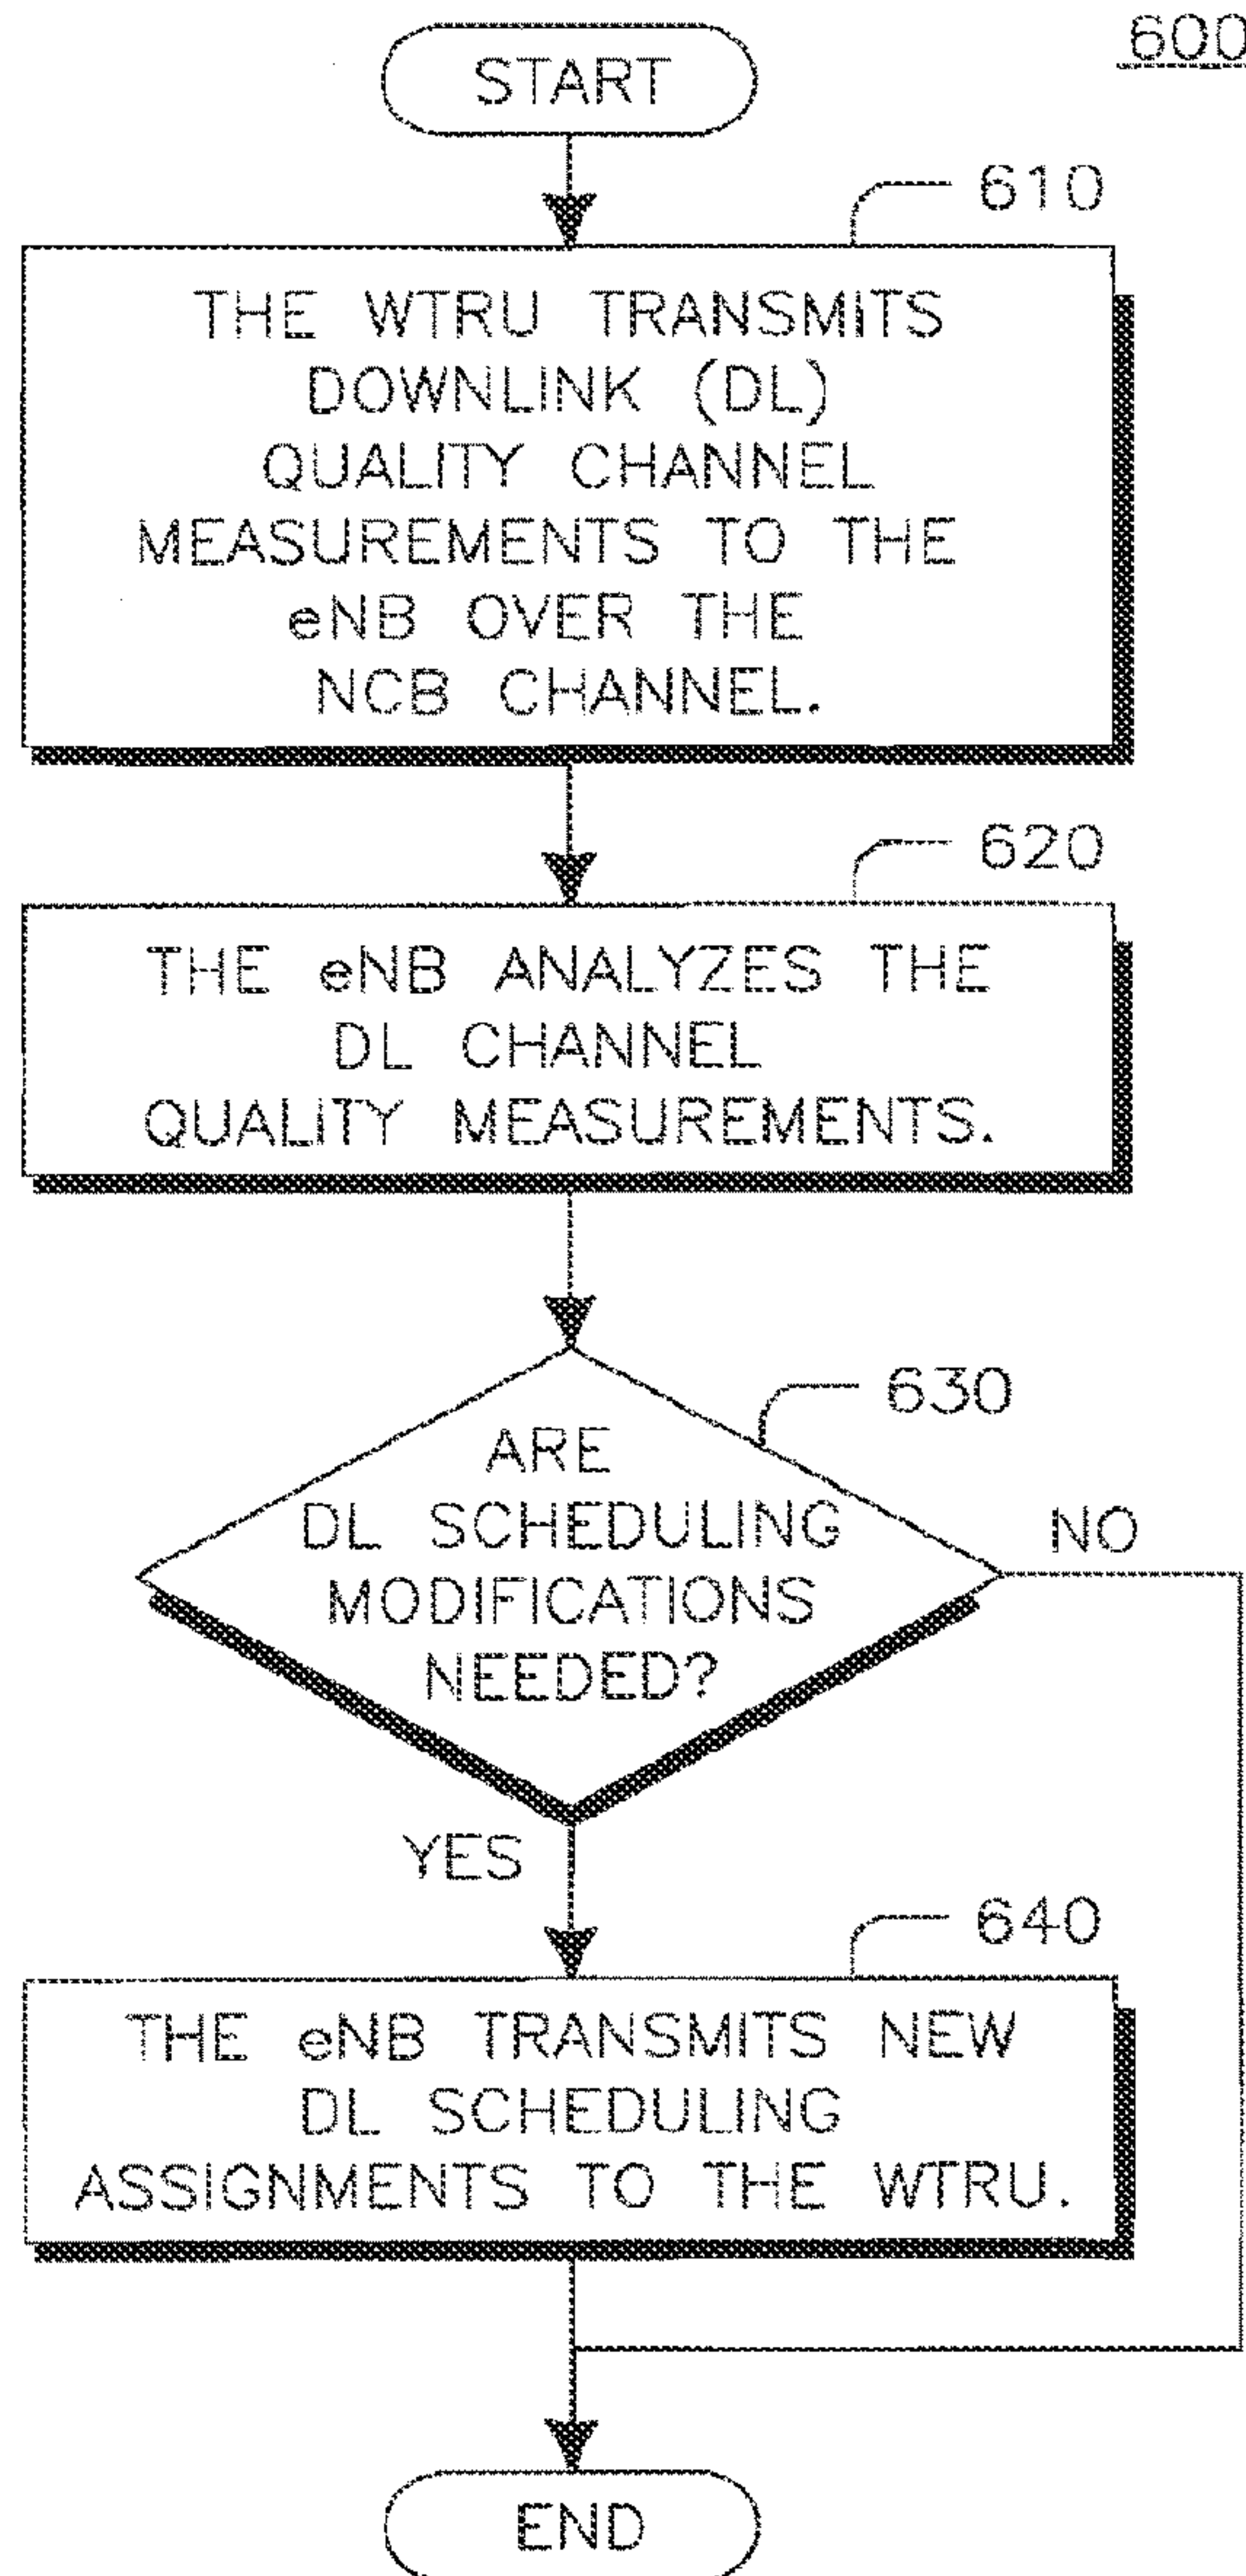 600
START
610
THE WTRU TRANSMITS
DOWNLINK (DL)
QUALITY CHANNEL
MEASUREMENTS TO THE
eNB OVER THE
NCB CHANNEL.
620
THE eNB ANALYZES THE
DL CHANNEL
QUALITY MEASUREMENTS.
630
ARE
DL SCHEDULING
MODIFICATIONS
NEEDED?
NO
YES
640
THE eNB TRANSMITS NEW
DL SCHEDULING
ASSIGNMENTS TO THE WTRU.
END